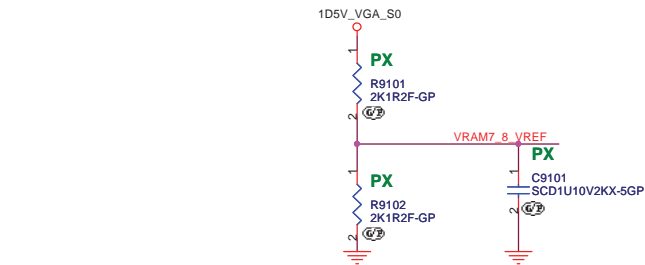 1D5V_VGA_S0
1
PX
R9101
2K1R2F-GP
2
G/P
VRAM7_8_VREF
1
PX
R9102
2K1R2F-GP
2
G/P
PX
1
C9101
SCD1U10V2KX-5GP
2
G/P